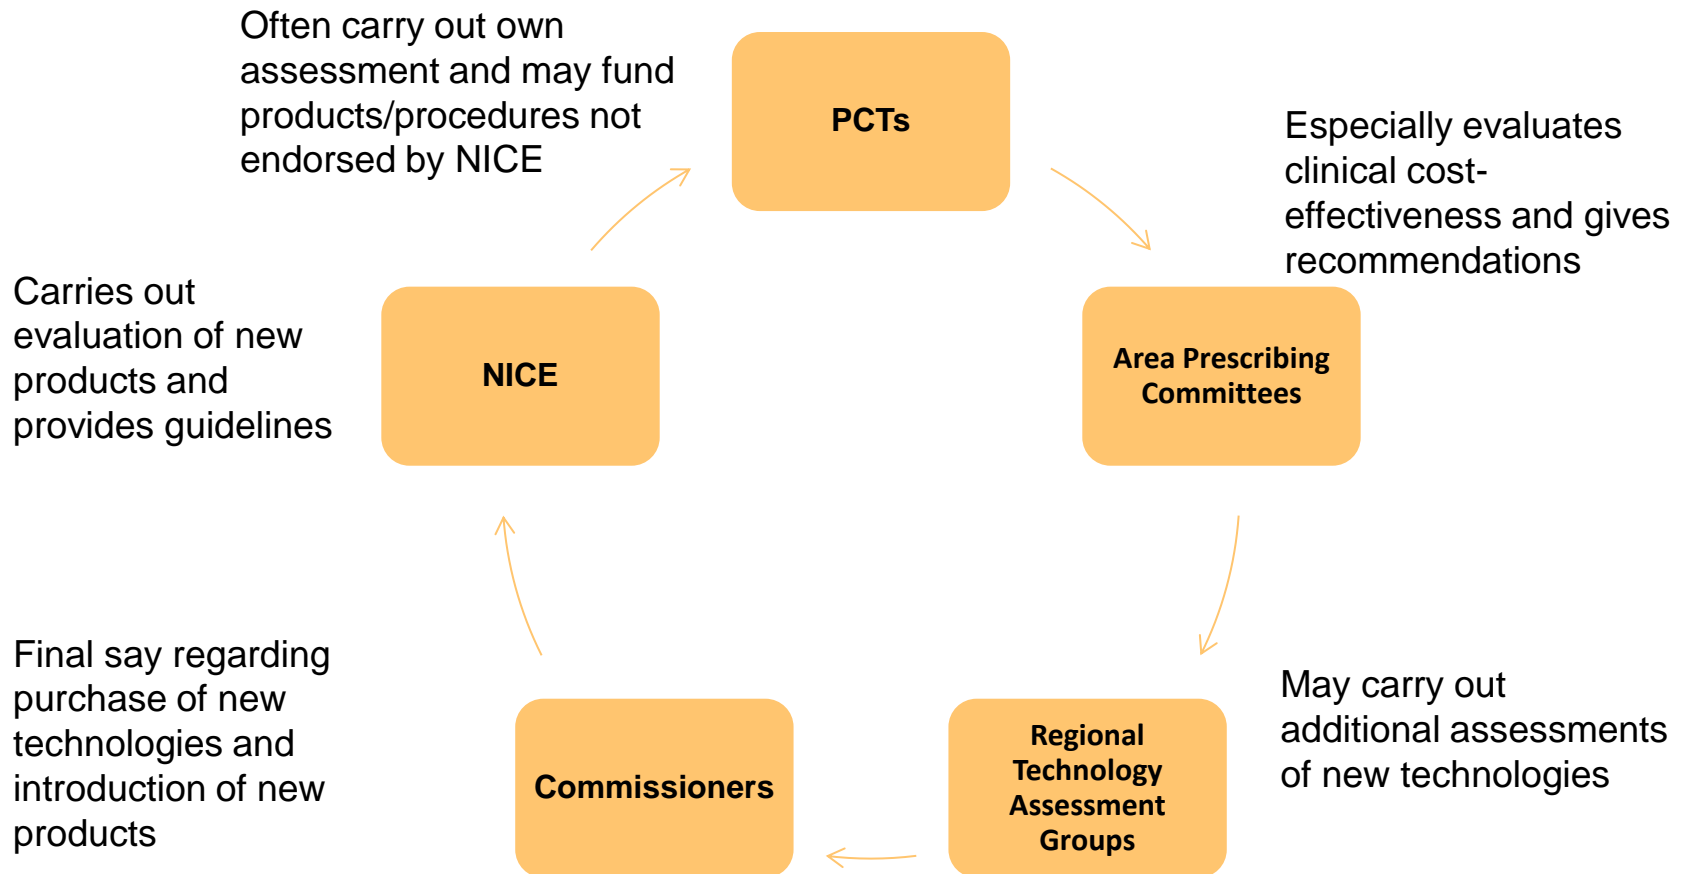 Often carry out own
assessment and may fund
products/procedures not
endorsed by NICE
PCTs
Especially evaluates
clinical cost-
effectiveness and gives
recommendations
Carries out
evaluation of new
products and
provides guidelines
NICE
Area Prescribing
Committees
Final say regarding
purchase of new
technologies and
introduction of new
products
Commissioners
Regional
Technology
Assessment
Groups
May carry out
additional assessments
of new technologies